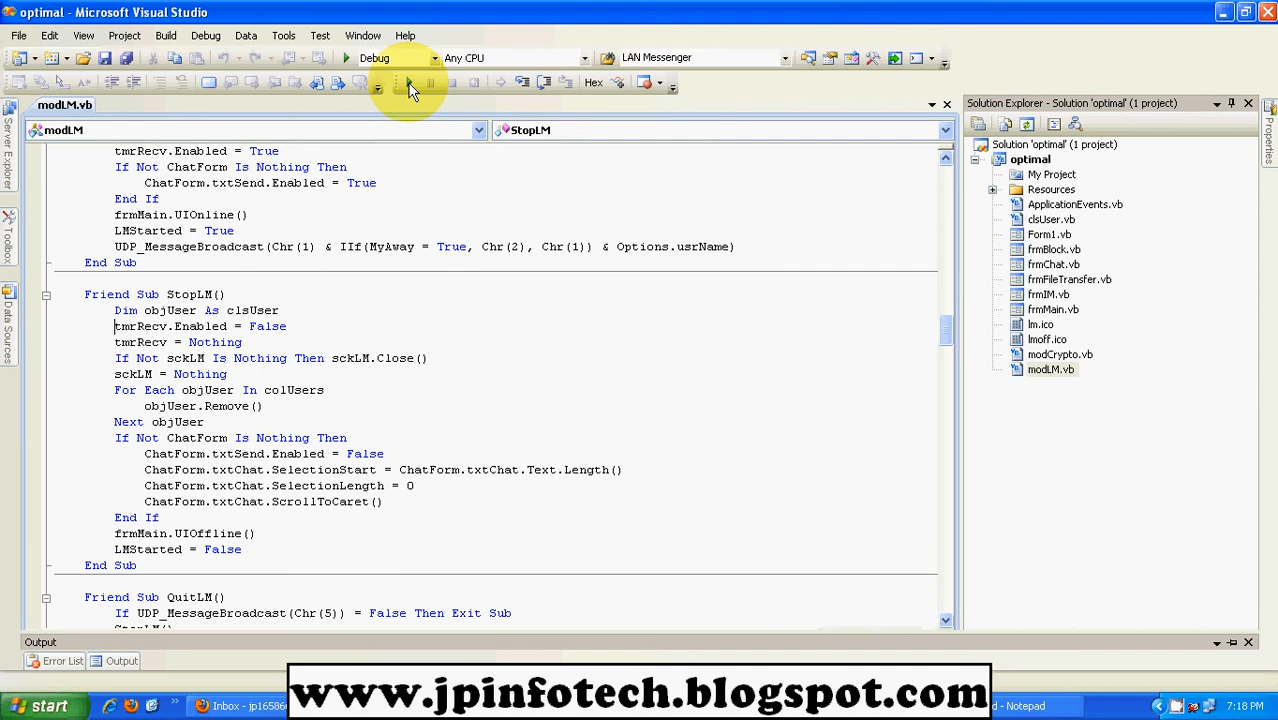 optimal - Microsoft Visual Studio
File Edit View Project Build Debug Data Tools Test Window Help
Debug Any CPU LAN Messenger
Hex
modLM.vb
Solution Explorer - Solution 'optimal' (1 project)
modLM StopLM
Server Explorer
Toolbox
Data Sources
Properties
tmrRecv.Enabled = True
If Not ChatForm Is Nothing Then
ChatForm.txtSend.Enabled = True
End If
frmMain.UIOnline()
LMStarted = True
UDP_MessageBroadcast(Chr(1) & IIf(MyAway = True, Chr(2), Chr(1)) & Options.usrName)
End Sub
Friend Sub StopLM()
Dim objUser As clsUser
tmrRecv.Enabled = False
tmrRecv = Nothing
If Not sckLM Is Nothing Then sckLM.Close()
sckLM = Nothing
For Each objUser In colUsers
objUser.Remove()
Next objUser
If Not ChatForm Is Nothing Then
ChatForm.txtSend.Enabled = False
ChatForm.txtChat.SelectionStart = ChatForm.txtChat.Text.Length()
ChatForm.txtChat.SelectionLength = 0
ChatForm.txtChat.ScrollToCaret()
End If
frmMain.UIOffline()
LMStarted = False
End Sub
Friend Sub QuitLM()
If UDP_MessageBroadcast(Chr(5)) = False Then Exit Sub
Solution 'optimal' (1 project)
optimal
My Project
Resources
ApplicationEvents.vb
clsUser.vb
Form1.vb
frmBlock.vb
frmChat.vb
frmFileTransfer.vb
frmIM.vb
frmMain.vb
lm.ico
lmoff.ico
modCrypto.vb
modLM.vb
Output
Error List Output
www.jpinfotech.blogspot.com
start Inbox - jp16586 d - Notepad 7:18 PM